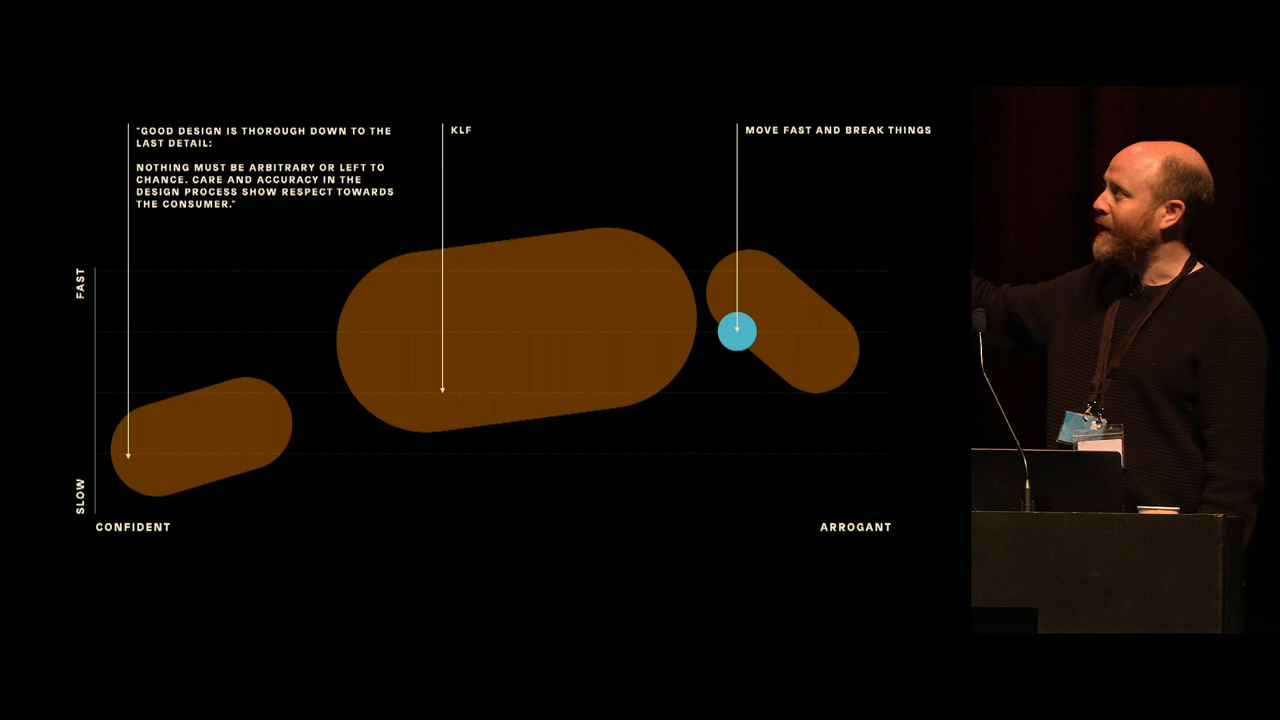 "GOOD DESIGN IS THOROUGH DOWN TO THE
LAST DETAIL:
NOTHING MUST BE ARBITRARY OR LEFT TO
CHANCE. CARE AND ACCURACY IN THE
DESIGN PROCESS SHOW RESPECT TOWARDS
THE CONSUMER."
KLF
MOVE FAST AND BREAK THINGS
FAST
SLOW
CONFIDENT
ARROGANT